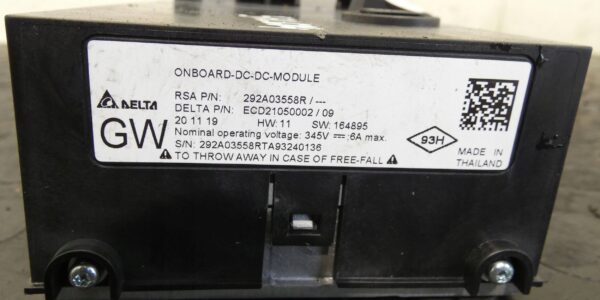 ONBOARD-DC-DC-MODULE
DELTA
RSA P/N: 292A03558R / ---
DELTA P/N: ECD21050002 / 09
GW
20 11 19 HW: 11 SW: 164895
Nominal operating voltage: 345V ⎓ 6A max.
S/N: 292A03558RTA93240136
93H
MADE IN
THAILAND
⚠ TO THROW AWAY IN CASE OF FREE-FALL ⚠